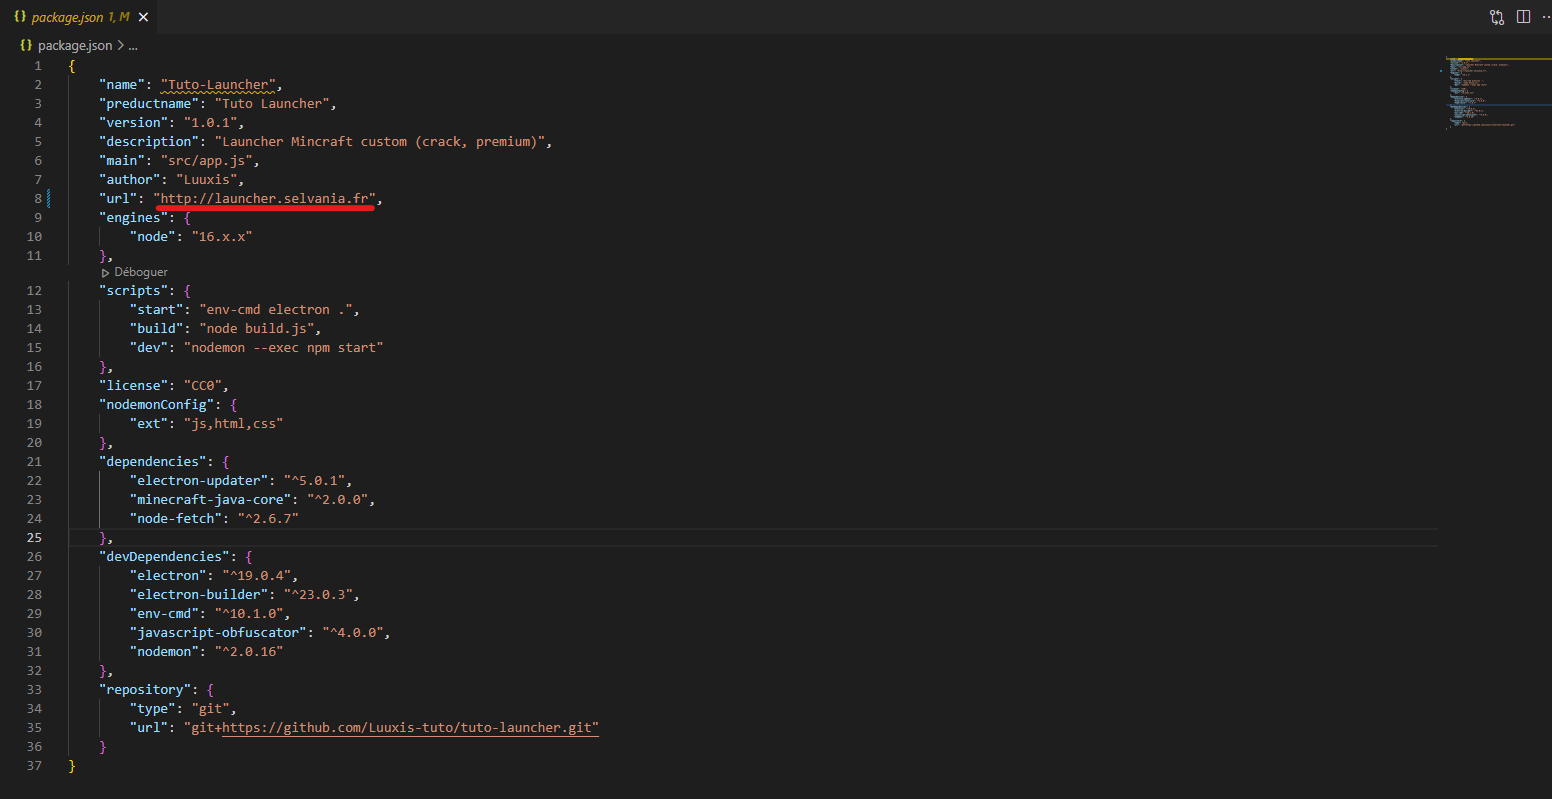 {} package.json 1, M ×
{} package.json > ...
1 {
2 "name": "Tuto-Launcher",
3 "preductname": "Tuto Launcher",
4 "version": "1.0.1",
5 "description": "Launcher Mincraft custom (crack, premium)",
6 "main": "src/app.js",
7 "author": "Luuxis",
8 "url": "http://launcher.selvania.fr",
9 "engines": {
10 "node": "16.x.x"
11 },
Déboguer
12 "scripts": {
13 "start": "env-cmd electron .",
14 "build": "node build.js",
15 "dev": "nodemon --exec npm start"
16 },
17 "license": "CC0",
18 "nodemonConfig": {
19 "ext": "js,html,css"
20 },
21 "dependencies": {
22 "electron-updater": "^5.0.1",
23 "minecraft-java-core": "^2.0.0",
24 "node-fetch": "^2.6.7"
25 },
26 "devDependencies": {
27 "electron": "^19.0.4",
28 "electron-builder": "^23.0.3",
29 "env-cmd": "^10.1.0",
30 "javascript-obfuscator": "^4.0.0",
31 "nodemon": "^2.0.16"
32 },
33 "repository": {
34 "type": "git",
35 "url": "git+https://github.com/Luuxis-tuto/tuto-launcher.git"
36 }
37 }